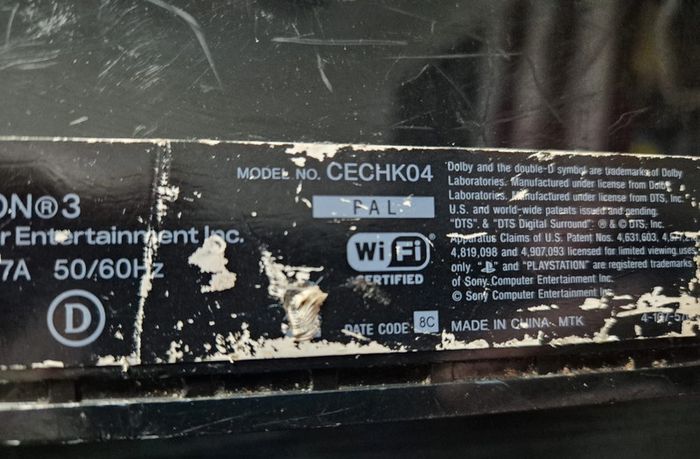 ON®3
r Entertainment Inc.
7A 50/60Hz
D
MODEL NO. CECHK04
PAL
Wi Fi
CERTIFIED
DATE CODE: 8C
MADE IN CHINA- MTK
Dolby and the double-D symbol are trademarks of Dolby
Laboratories. Manufactured under license from Dolby
Laboratories. Manufactured under license from DTS, Inc.
U.S. and world-wide patents issued and pending.
"DTS" & "DTS Digital Surround" ® & © DTS, Inc.
Apparatus Claims of U.S. Patent Nos. 4,631,603,
4,819,098 and 4,907,093 licensed for limited viewing uses
only. "PS" and "PLAYSTATION" are registered trademarks
of Sony Computer Entertainment Inc.
© Sony Computer Entertainment Inc.